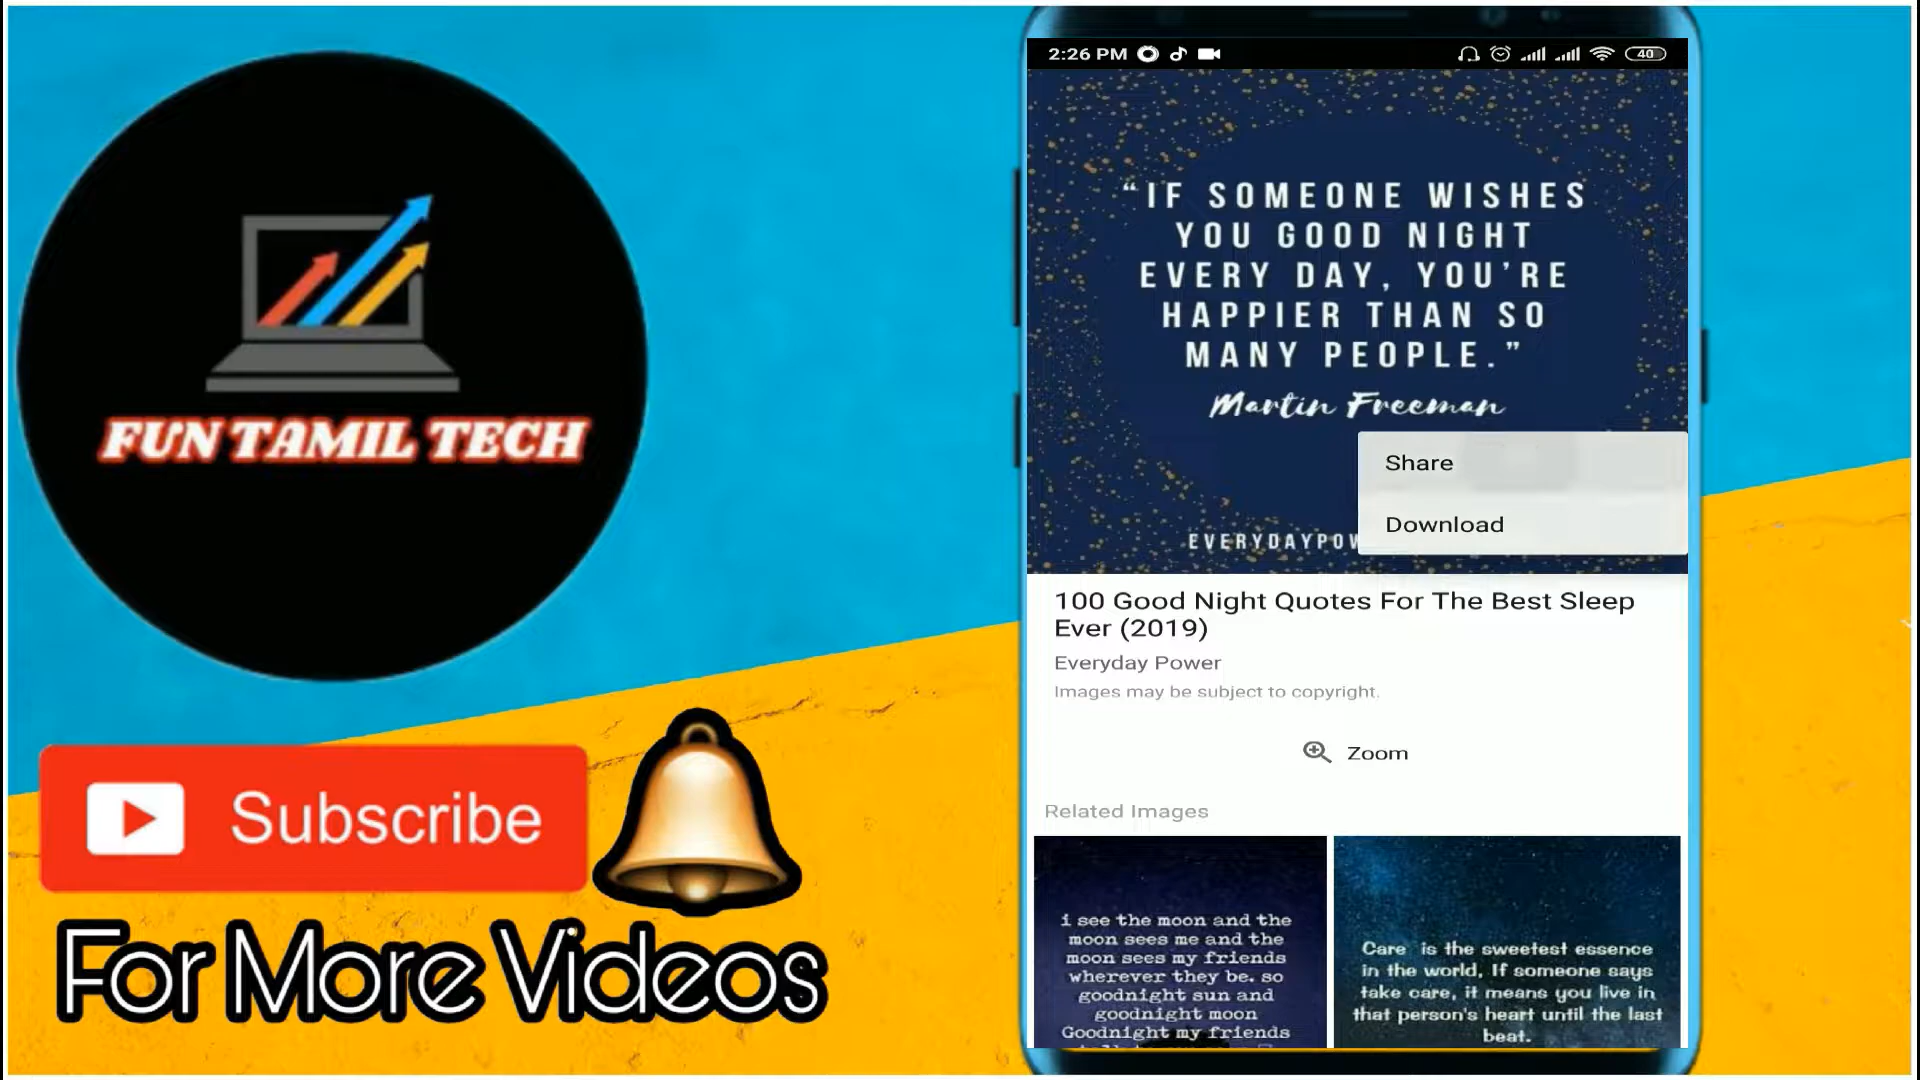 FUN TAMIL TECH
Subscribe
For More Videos
2:26 PM
40
“IF SOMEONE WISHES
YOU GOOD NIGHT
EVERY DAY, YOU’RE
HAPPIER THAN SO
MANY PEOPLE.”
Martin Freeman
Share
Download
EVERYDAYPOW
100 Good Night Quotes For The Best Sleep
Ever (2019)
Everyday Power
Images may be subject to copyright.
Zoom
Related Images
i see the moon and the
moon sees me and the
moon sees my friends
wherever they be. so
goodnight sun and
goodnight moon
Goodnight my friends
Care is the sweetest essence
in the world, If someone says
take care, it means you live in
that person's heart until the last
beat.